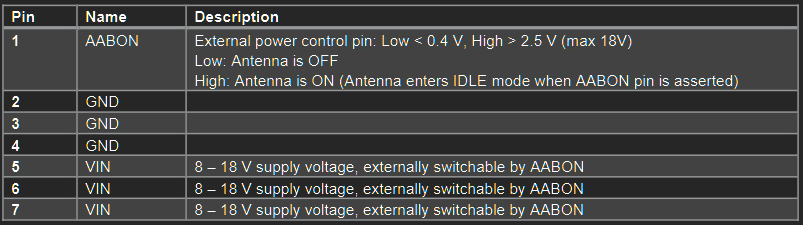 Pin Name Description
1 AABON External power control pin: Low < 0.4 V, High > 2.5 V (max 18V)
Low: Antenna is OFF
High: Antenna is ON (Antenna enters IDLE mode when AABON pin is asserted)
2 GND
3 GND
4 GND
5 VIN 8 – 18 V supply voltage, externally switchable by AABON
6 VIN 8 – 18 V supply voltage, externally switchable by AABON
7 VIN 8 – 18 V supply voltage, externally switchable by AABON